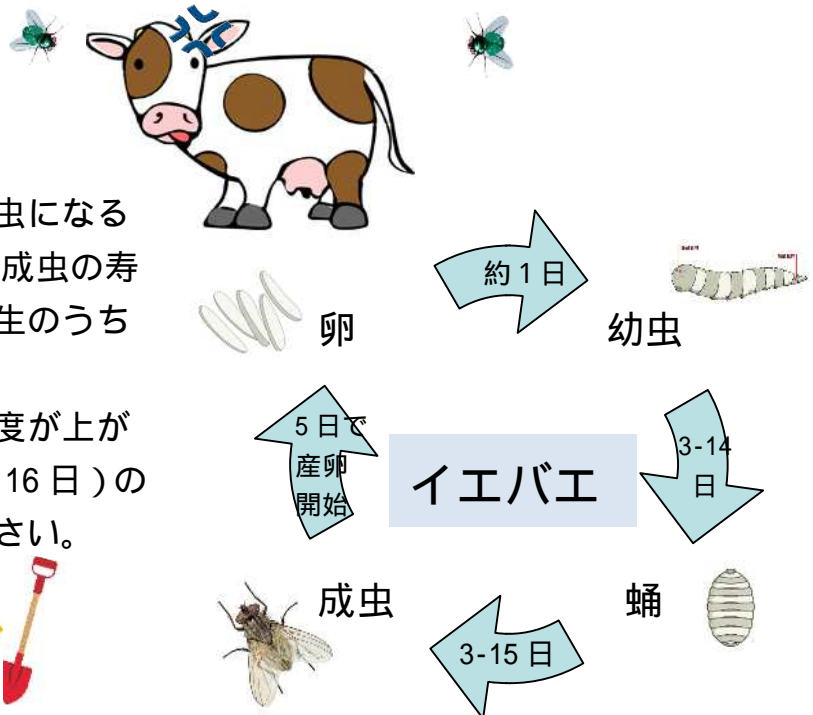 虫になる
成虫の寿
生のうち
度が上が
16 日 ) の
さい。
約 1 日
卵
幼虫
5 日で
産卵
開始
イエバエ
3-14
日
成虫
蛹
3-15 日